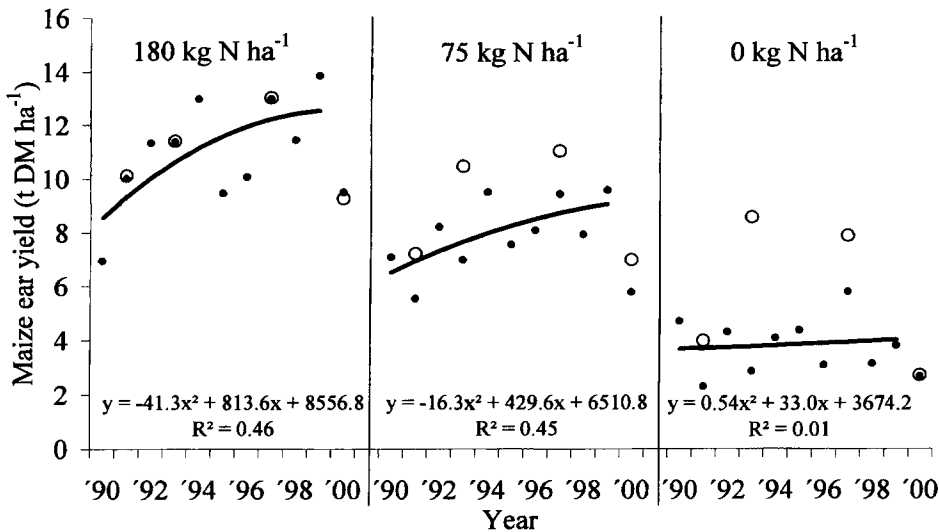 Maize ear yield (t DM ha⁻¹)
16
14
12
10
8
6
4
2
0
180 kg N ha⁻¹
75 kg N ha⁻¹
0 kg N ha⁻¹
y = -41.3x² + 813.6x + 8556.8
R² = 0.46
y = -16.3x² + 429.6x + 6510.8
R² = 0.45
y = 0.54x² + 33.0x + 3674.2
R² = 0.01
´90 ´92 ´94 ´96 ´98 ´00
´90 ´92 ´94 ´96 ´98 ´00
´90 ´92 ´94 ´96 ´98 ´00
Year